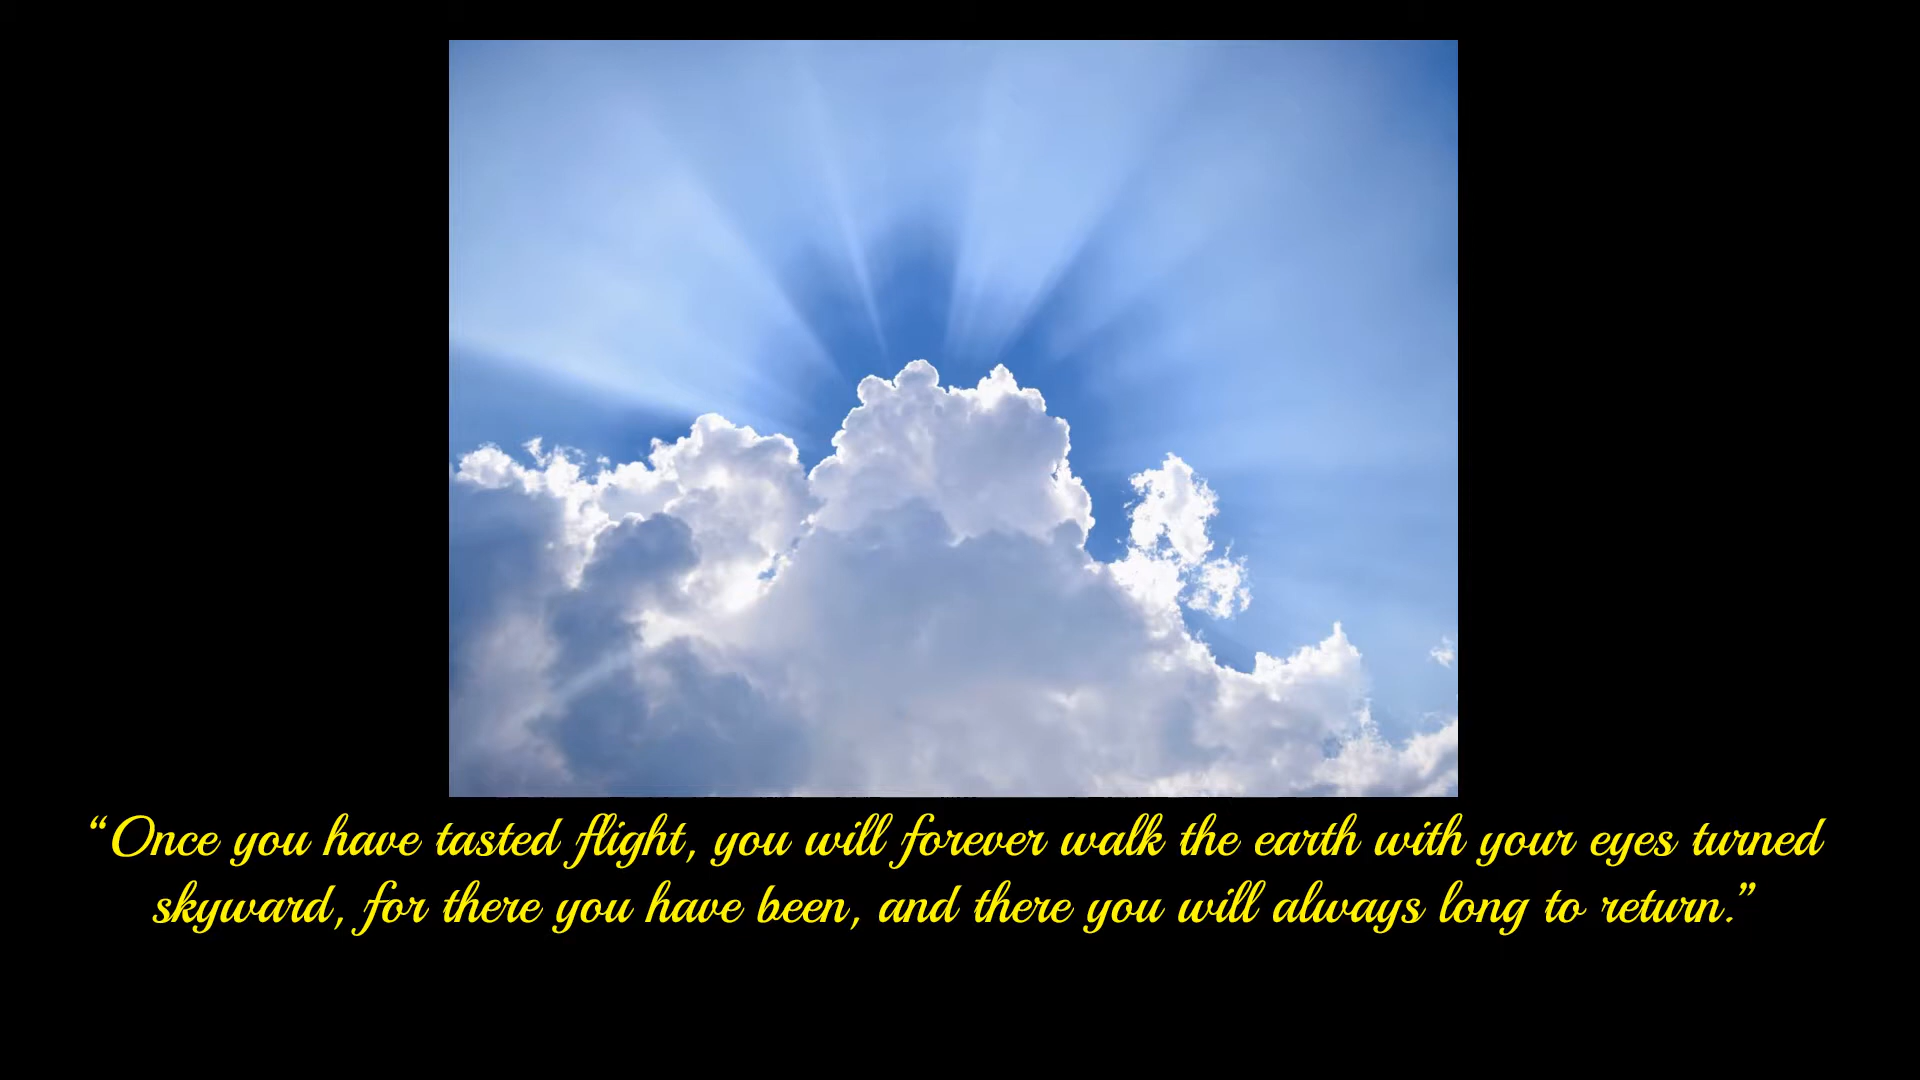 “Once you have tasted flight, you will forever walk the earth with your eyes turned
skyward, for there you have been, and there you will always long to return.”